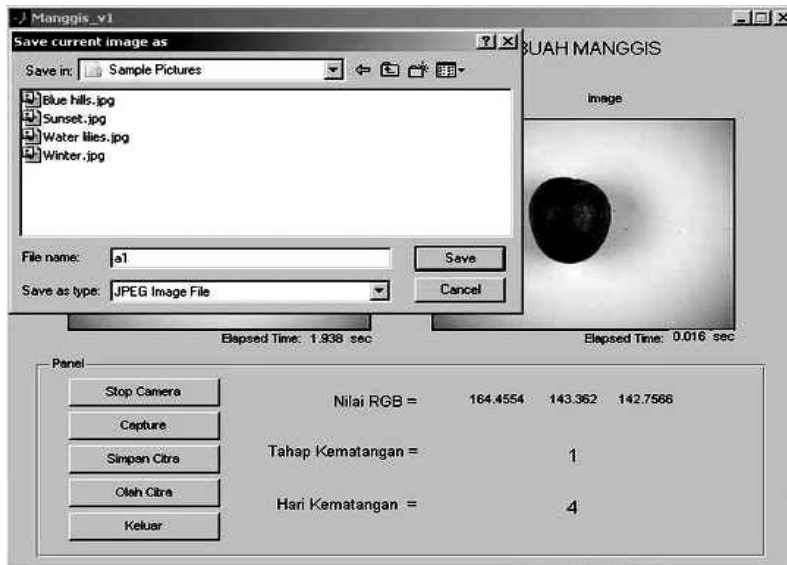 Manggis_v1
Save current image as
BUAH MANGGIS
Save in: Sample Pictures
image
Blue hills.jpg
Sunset.jpg
Water lilies.jpg
Winter.jpg
File name: a1 Save
Save as type: JPEG Image File Cancel
Elapsed Time: 1.938 sec
Elapsed Time: 0.016 sec
Panel
Stop Camera
Capture
Simpan Citra
Olah Citra
Keluar
Nilai RGB = 164.4554 143.362 142.7566
Tahap Kematangan = 1
Hari Kematangan = 4